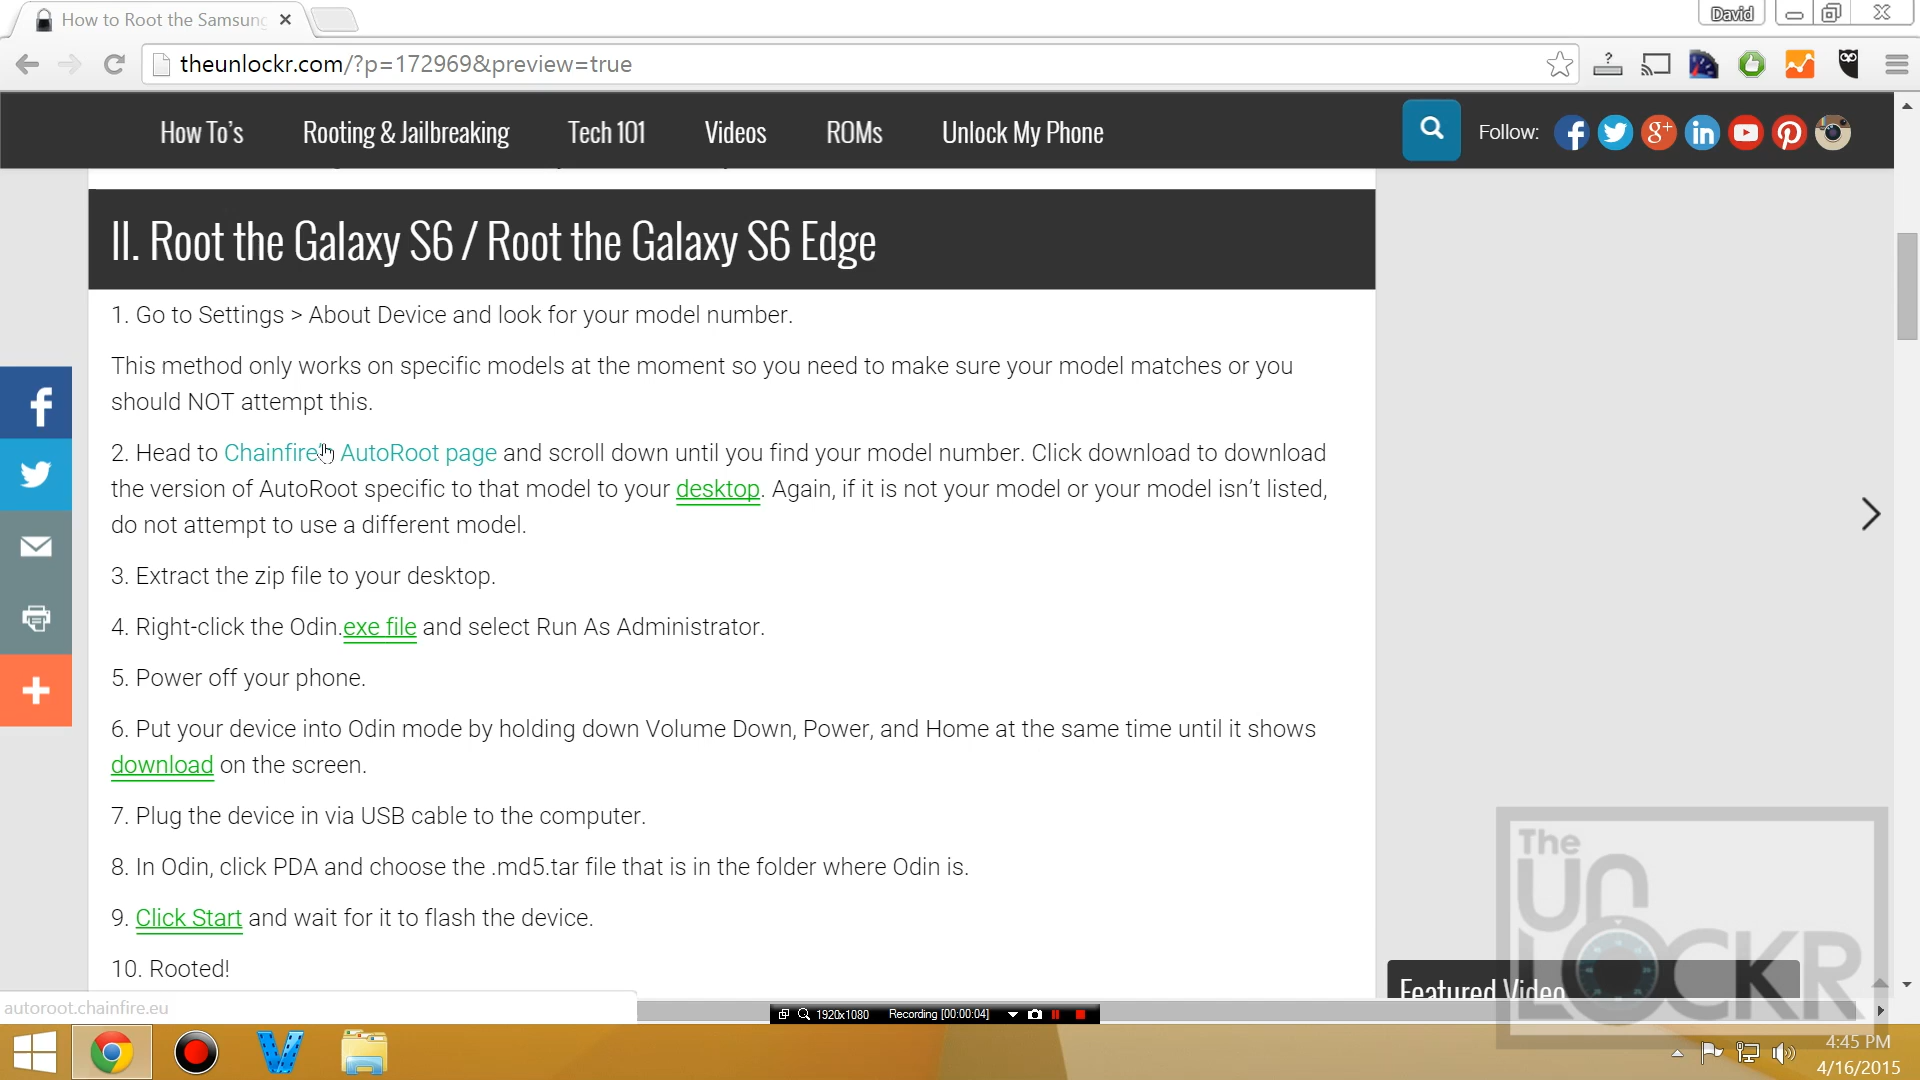 How to Root the Samsung
David
theunlockr.com/?p=172969&preview=true
How To's Rooting & Jailbreaking Tech 101 Videos ROMs Unlock My Phone Follow:
II. Root the Galaxy S6 / Root the Galaxy S6 Edge
1. Go to Settings > About Device and look for your model number.
This method only works on specific models at the moment so you need to make sure your model matches or you
should NOT attempt this.
2. Head to Chainfire's AutoRoot page and scroll down until you find your model number. Click download to download
the version of AutoRoot specific to that model to your desktop. Again, if it is not your model or your model isn't listed,
do not attempt to use a different model.
3. Extract the zip file to your desktop.
4. Right-click the Odin.exe file and select Run As Administrator.
5. Power off your phone.
6. Put your device into Odin mode by holding down Volume Down, Power, and Home at the same time until it shows
download on the screen.
7. Plug the device in via USB cable to the computer.
8. In Odin, click PDA and choose the .md5.tar file that is in the folder where Odin is.
9. Click Start and wait for it to flash the device.
10. Rooted!
The
UN
LOCKR
Featured Video
autoroot.chainfire.eu
1920x1080 Recording [00:00:04]
4:45 PM
4/16/2015